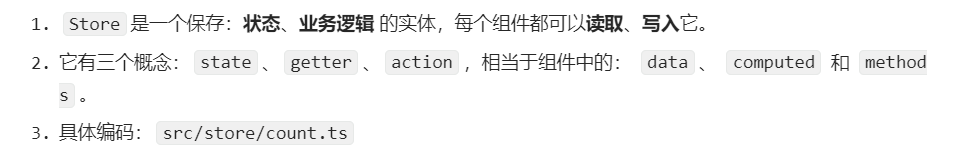 1. Store 是一个保存：状态、业务逻辑 的实体，每个组件都可以读取、写入它。
2. 它有三个概念： state 、 getter 、 action ，相当于组件中的： data 、 computed 和 method
s 。
3. 具体编码： src/store/count.ts